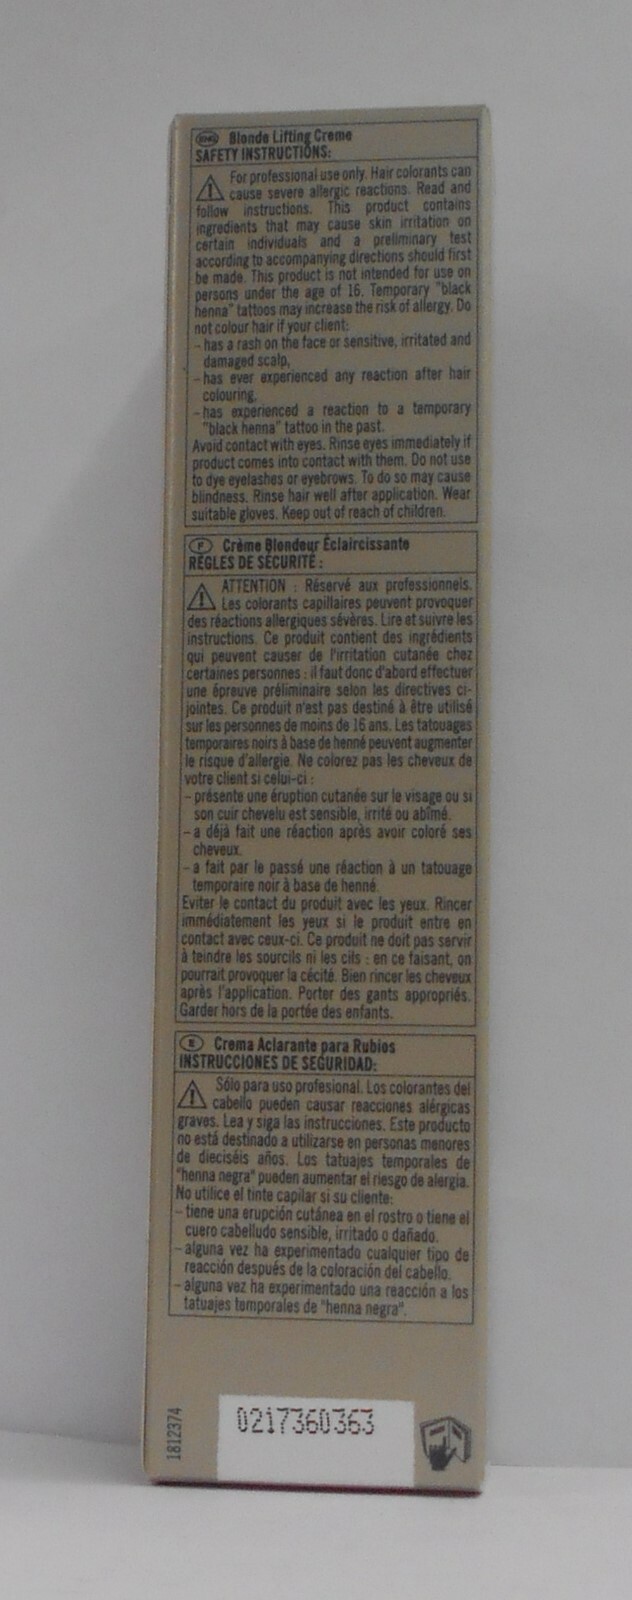 ENG Blonde Lifting Creme
SAFETY INSTRUCTIONS:
For professional use only. Hair colorants can
cause severe allergic reactions. Read and
follow instructions. This product contains
ingredients that may cause skin irritation on
certain individuals and a preliminary test
according to accompanying directions should first
be made. This product is not intended for use on
persons under the age of 16. Temporary "black
henna" tattoos may increase the risk of allergy. Do
not colour hair if your client:
- has a rash on the face or sensitive, irritated and
damaged scalp,
- has ever experienced any reaction after hair
colouring,
- has experienced a reaction to a temporary
"black henna" tattoo in the past.
Avoid contact with eyes. Rinse eyes immediately if
product comes into contact with them. Do not use
to dye eyelashes or eyebrows. To do so may cause
blindness. Rinse hair well after application. Wear
suitable gloves. Keep out of reach of children.
F Crème Blondeur Éclaircissante
RÈGLES DE SÉCURITÉ :
ATTENTION : Réservé aux professionnels.
Les colorants capillaires peuvent provoquer
des réactions allergiques sévères. Lire et suivre les
instructions. Ce produit contient des ingrédients
qui peuvent causer de l'irritation cutanée chez
certaines personnes : il faut donc d'abord effectuer
une épreuve préliminaire selon les directives ci-
jointes. Ce produit n'est pas destiné à être utilisé
sur les personnes de moins de 16 ans. Les tatouages
temporaires noirs à base de henné peuvent augmenter
le risque d'allergie. Ne colorez pas les cheveux de
votre client si celui-ci :
- présente une éruption cutanée sur le visage ou si
son cuir chevelu est sensible, irrité ou abîmé.
- a déjà fait une réaction après avoir coloré ses
cheveux.
- a fait par le passé une réaction à un tatouage
temporaire noir à base de henné.
Eviter le contact du produit avec les yeux. Rincer
immédiatement les yeux si le produit entre en
contact avec ceux-ci. Ce produit ne doit pas servir
à teindre les sourcils ni les cils : en ce faisant, on
pourrait provoquer la cécité. Bien rincer les cheveux
après l'application. Porter des gants appropriés.
Garder hors de la portée des enfants.
E Crema Aclarante para Rubios
INSTRUCCIONES DE SEGURIDAD:
Sólo para uso profesional. Los colorantes del
cabello pueden causar reacciones alérgicas
graves. Lea y siga las instrucciones. Este producto
no está destinado a utilizarse en personas menores
de dieciséis años. Los tatuajes temporales de
"henna negra" pueden aumentar el riesgo de alergia.
No utilice el tinte capilar si su cliente:
- tiene una erupción cutánea en el rostro o tiene el
cuero cabelludo sensible, irritado o dañado.
- alguna vez ha experimentado cualquier tipo de
reacción después de la coloración del cabello.
- alguna vez ha experimentado una reacción a los
tatuajes temporales de "henna negra".
1812374
0217360363